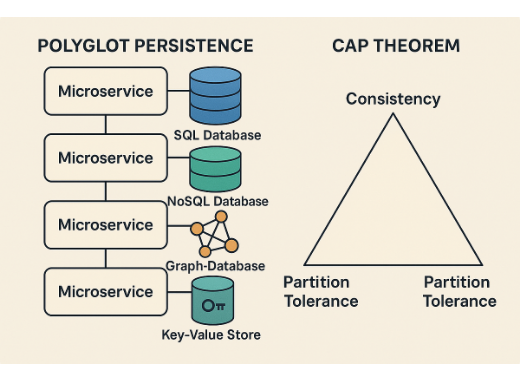 POLYGLOT PERSISTENCE
Microservice
SQL Database
Microservice
NoSQL Database
Microservice
Graph-Database
Microservice
Key-Value Store
CAP THEOREM
Consistency
Partition
Tolerance
Partition
Tolerance